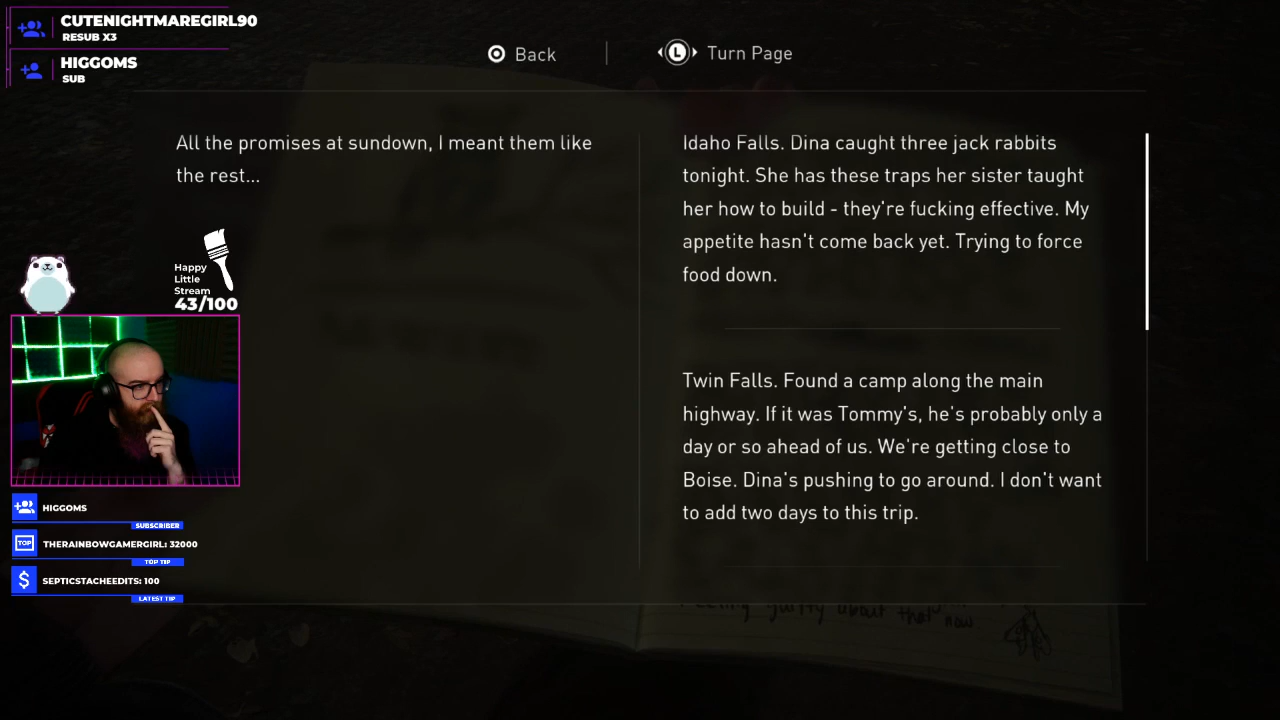 CUTENIGHTMAREGIRL90
RESUB X3
HIGGOMS
SUB
Back
L
Turn Page
All the promises at sundown, I meant them like
the rest...
Idaho Falls. Dina caught three jack rabbits
tonight. She has these traps her sister taught
her how to build - they're fucking effective. My
appetite hasn't come back yet. Trying to force
food down.
Twin Falls. Found a camp along the main
highway. If it was Tommy's, he's probably only a
day or so ahead of us. We're getting close to
Boise. Dina's pushing to go around. I don't want
to add two days to this trip.
Happy
Little
Stream
43/100
HIGGOMS
SUBSCRIBER
TOP
THERAINBOWGAMERGIRL: 32000
TOP TIP
$
SEPTICSTACHEEDITS: 100
LATEST TIP
guilty about that now